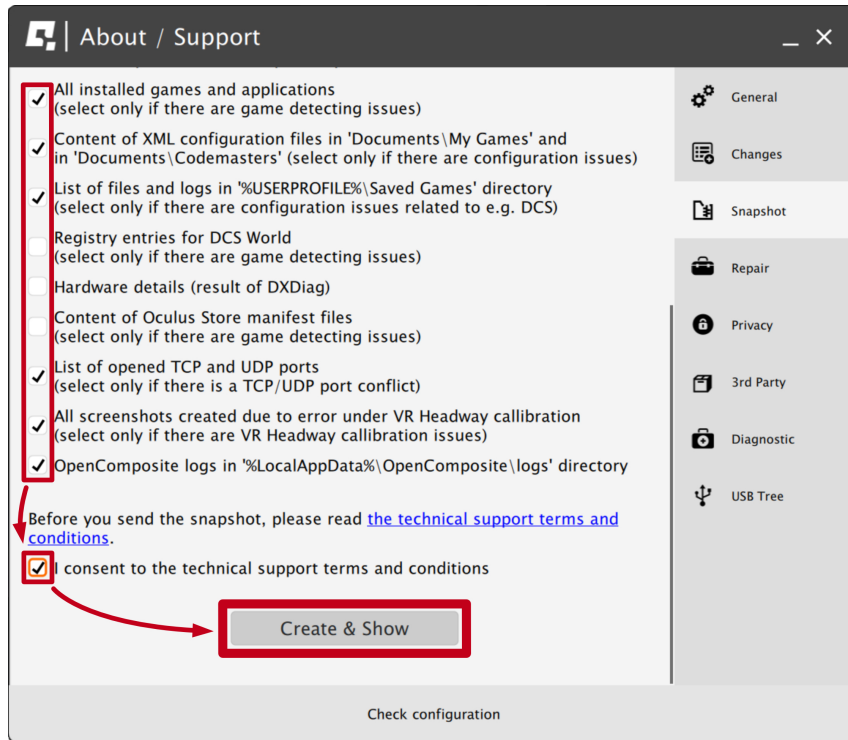 About / Support
All installed games and applications
(select only if there are game detecting issues)
Content of XML configuration files in 'Documents\My Games' and
in 'Documents\Codemasters' (select only if there are configuration issues)
List of files and logs in '%USERPROFILE%\Saved Games' directory
(select only if there are configuration issues related to e.g. DCS)
Registry entries for DCS World
(select only if there are game detecting issues)
Hardware details (result of DXDiag)
Content of Oculus Store manifest files
(select only if there are game detecting issues)
List of opened TCP and UDP ports
(select only if there is a TCP/UDP port conflict)
All screenshots created due to error under VR Headway callibration
(select only if there are VR Headway callibration issues)
OpenComposite logs in '%LocalAppData%\OpenComposite\logs' directory
Before you send the snapshot, please read the technical support terms and
conditions.
I consent to the technical support terms and conditions
Create & Show
General
Changes
Snapshot
Repair
Privacy
3rd Party
Diagnostic
USB Tree
Check configuration